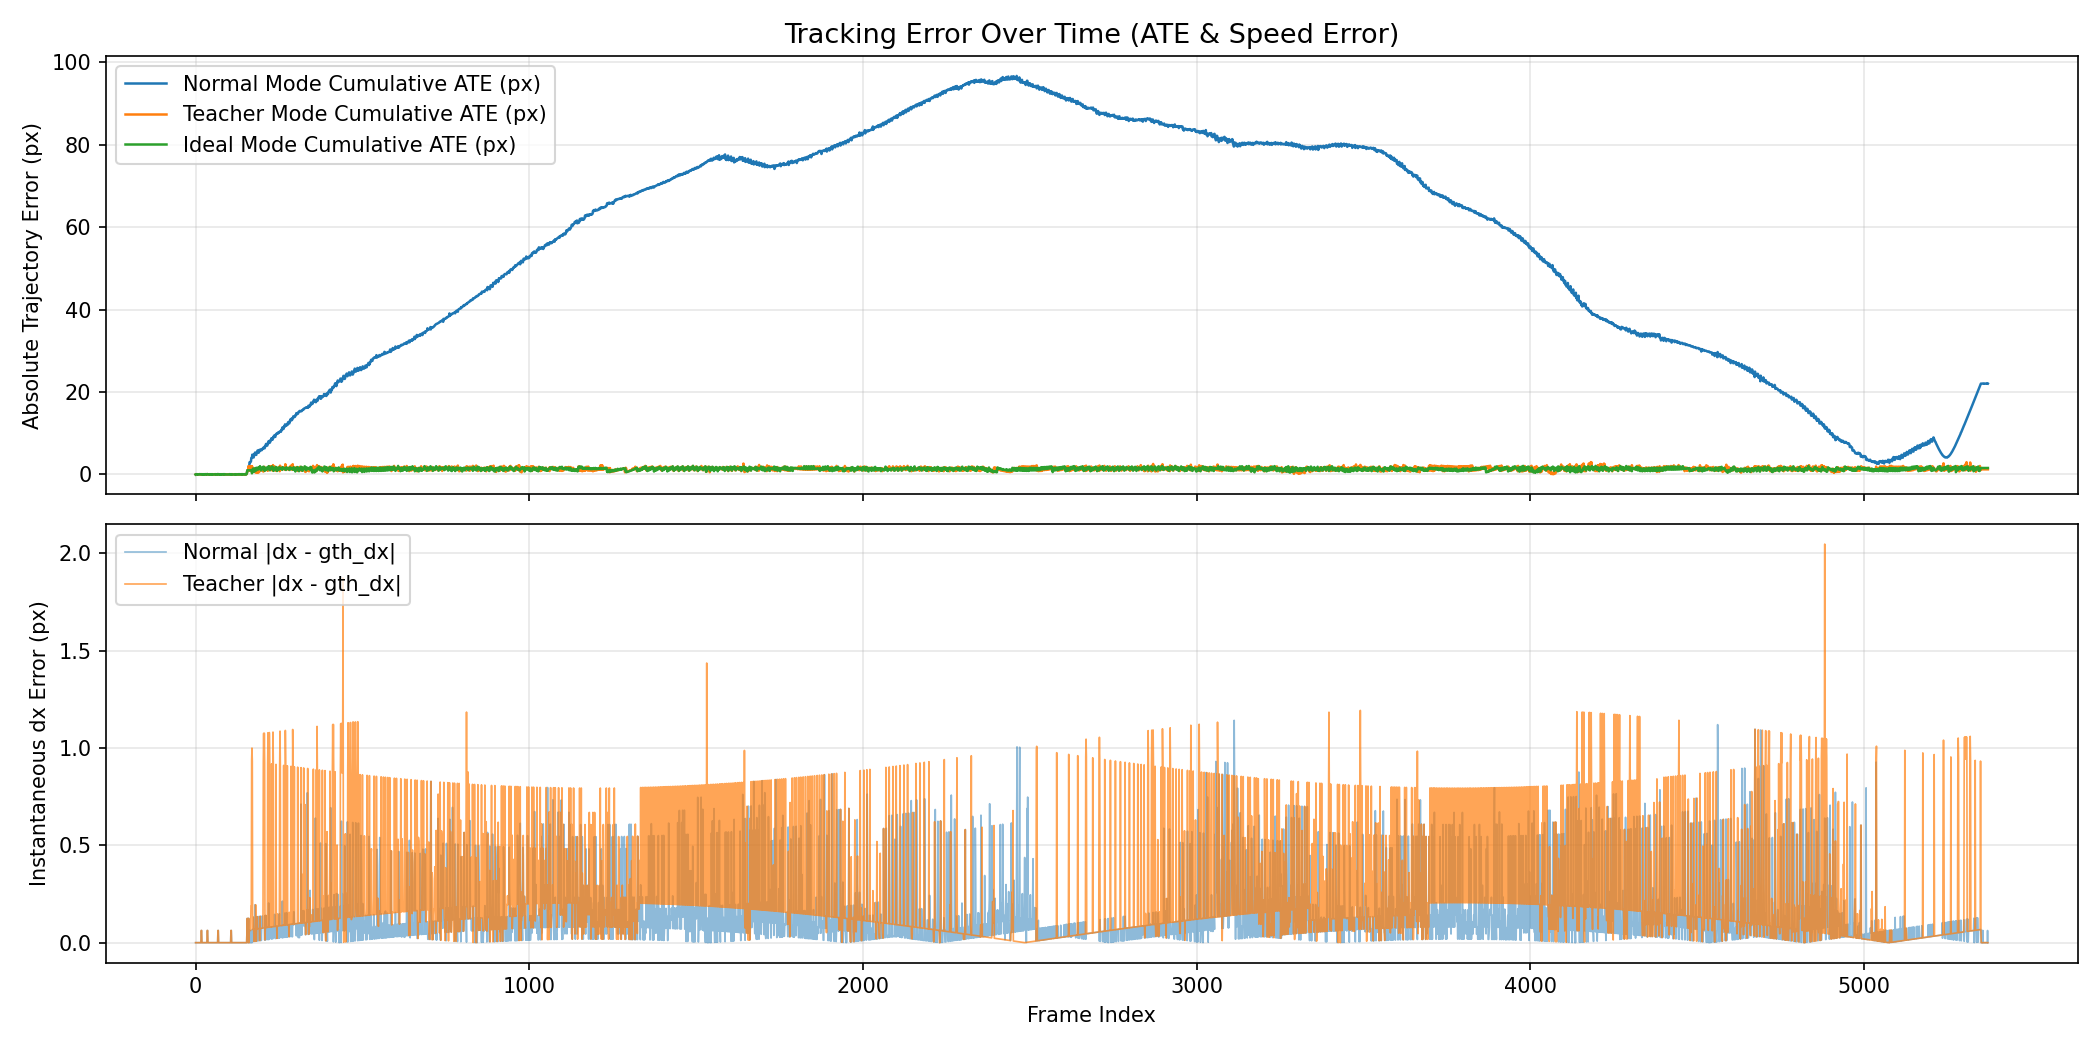 Tracking Error Over Time (ATE & Speed Error)
Absolute Trajectory Error (px)
100
80
60
40
20
0
Normal Mode Cumulative ATE (px)
Teacher Mode Cumulative ATE (px)
Ideal Mode Cumulative ATE (px)
Instantaneous dx Error (px)
2.0
1.5
1.0
0.5
0.0
Normal |dx - gth_dx|
Teacher |dx - gth_dx|
0 1000 2000 3000 4000 5000
Frame Index